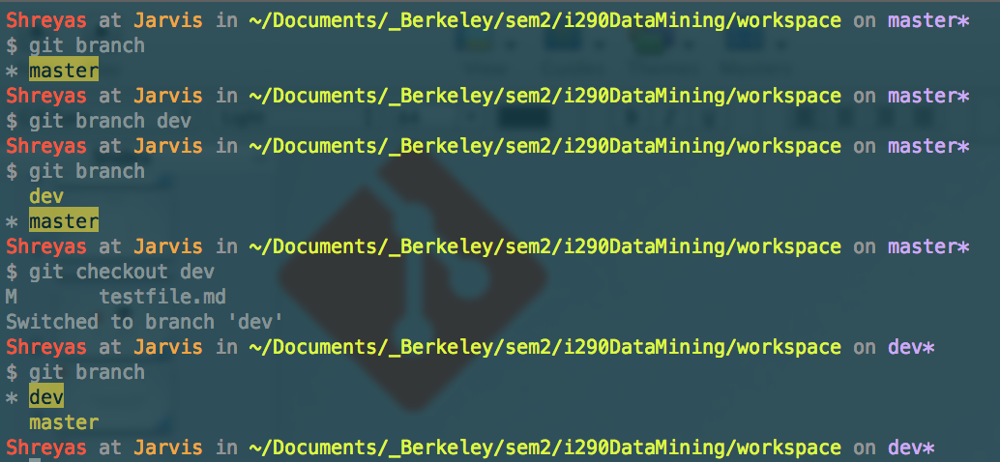 Shreyas at Jarvis in ~/Documents/_Berkeley/sem2/i290DataMining/workspace on master*
$ git branch
* master
Shreyas at Jarvis in ~/Documents/_Berkeley/sem2/i290DataMining/workspace on master*
$ git branch dev
Shreyas at Jarvis in ~/Documents/_Berkeley/sem2/i290DataMining/workspace on master*
$ git branch
  dev
* master
Shreyas at Jarvis in ~/Documents/_Berkeley/sem2/i290DataMining/workspace on master*
$ git checkout dev
M       testfile.md
Switched to branch 'dev'
Shreyas at Jarvis in ~/Documents/_Berkeley/sem2/i290DataMining/workspace on dev*
$ git branch
* dev
  master
Shreyas at Jarvis in ~/Documents/_Berkeley/sem2/i290DataMining/workspace on dev*